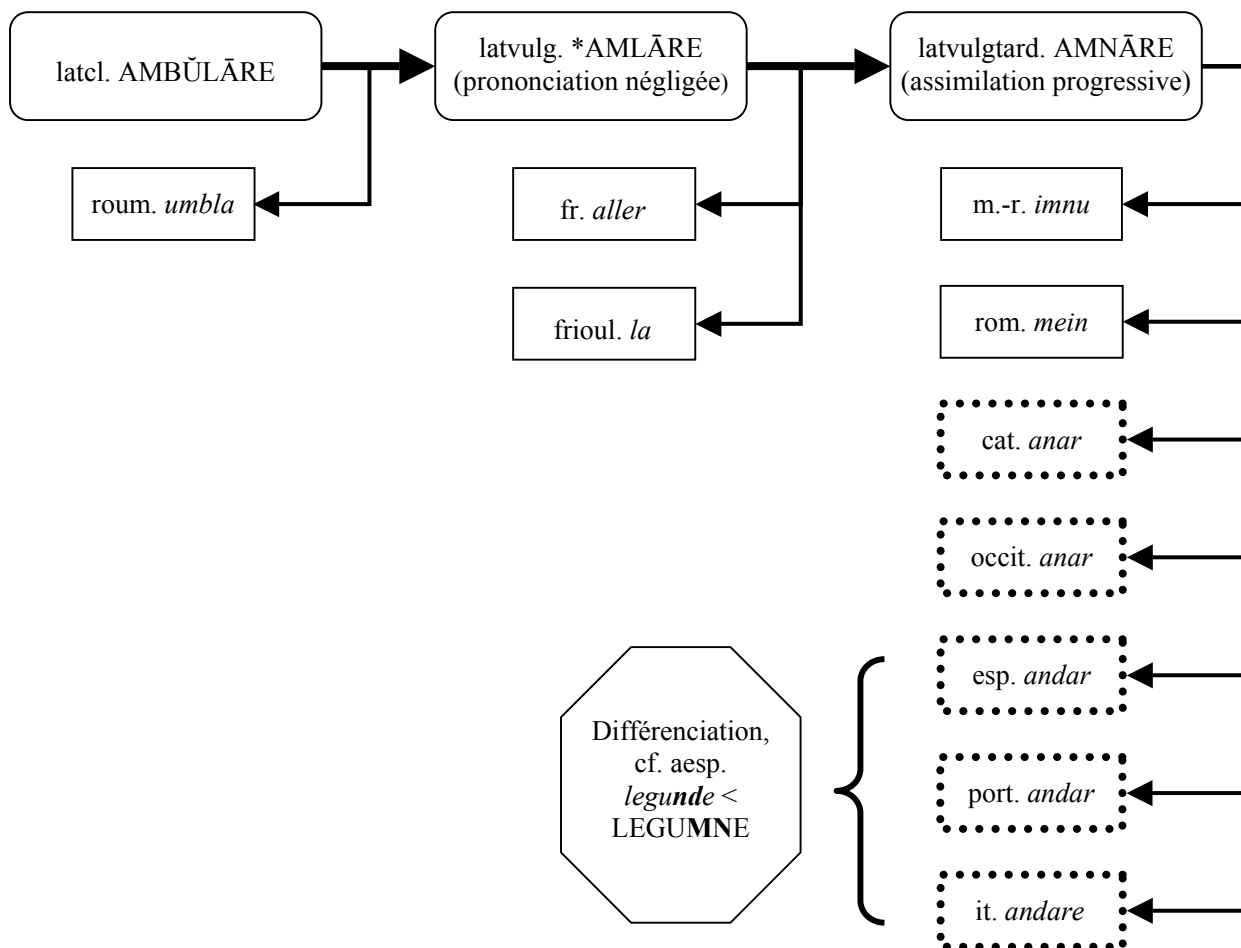 latcl. AMBŬLĀRE
latvulg. *AMLĀRE
(prononciation négligée)
latvulgtard. AMNĀRE
(assimilation progressive)
roum. umbla
fr. aller
m.-r. imnu
frioul. la
rom. mein
cat. anar
occit. anar
esp. andar
Différenciation,
cf. aesp.
legunde <
LEGUMNE
port. andar
it. andare